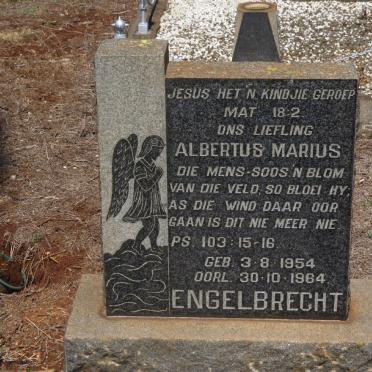 JESUS HET 'N KINDJIE GEROEP
MAT 18:2
ONS LIEFLING
ALBERTUS MARIUS
DIE MENS-SOOS 'N BLOM
VAN DIE VELD, SO BLOEI HY;
AS DIE WIND DAAR OOR
GAAN IS DIT NIE MEER NIE
PS. 103:15-16.
GEB. 3·8·1954
OORL. 30·10·1964
ENGELBRECHT